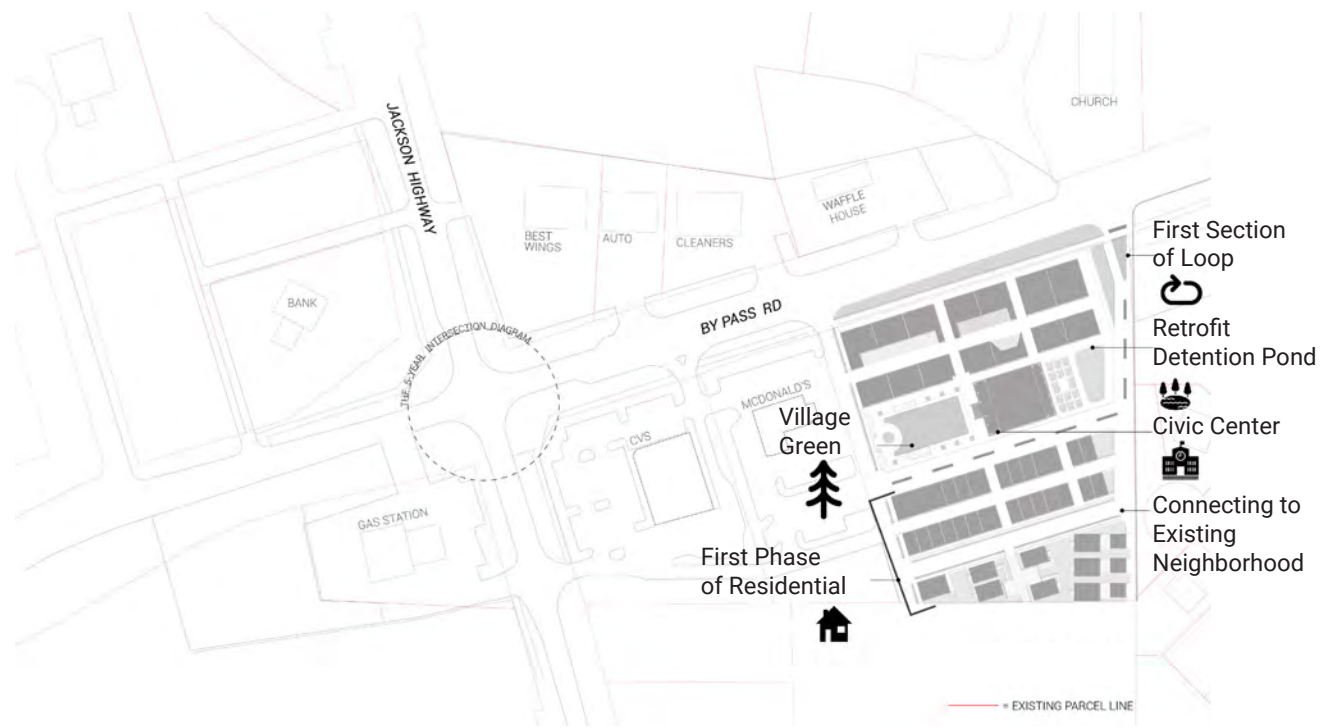 CHURCH
JACKSON HIGHWAY
WAFFLE
HOUSE
BEST
WINGS
AUTO
CLEANERS
First Section
of Loop
BANK
BY PASS RD
THE 5-YEAR INTERSECTION DIAGRAM
Retrofit
Detention Pond
MCDONALD'S
Village
Green
CVS
Civic Center
GAS STATION
Connecting to
Existing
Neighborhood
First Phase
of Residential
= EXISTING PARCEL LINE